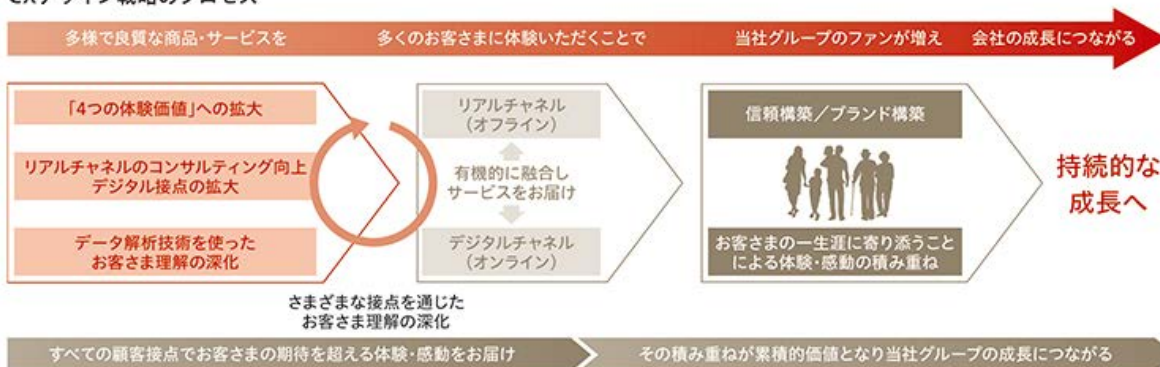 CXデザイン戦略のプロセス
多様で良質な商品・サービスを
多くのお客さまに体験いただくことで
当社グループのファンが増え
会社の成長につながる
「4つの体験価値」への拡大
リアルチャネルのコンサルティング向上
デジタル接点の拡大
データ解析技術を使った
お客さま理解の深化
さまざまな接点を通じた
お客さま理解の深化
リアルチャネル
（オフライン）
有機的に融合し
サービスをお届け
デジタルチャネル
（オンライン）
信頼構築／ブランド構築
お客さまの一生涯に寄り添うこと
による体験・感動の積み重ね
持続的な
成長へ
すべての顧客接点でお客さまの期待を超える体験・感動をお届け
その積み重ねが累積的価値となり当社グループの成長につながる